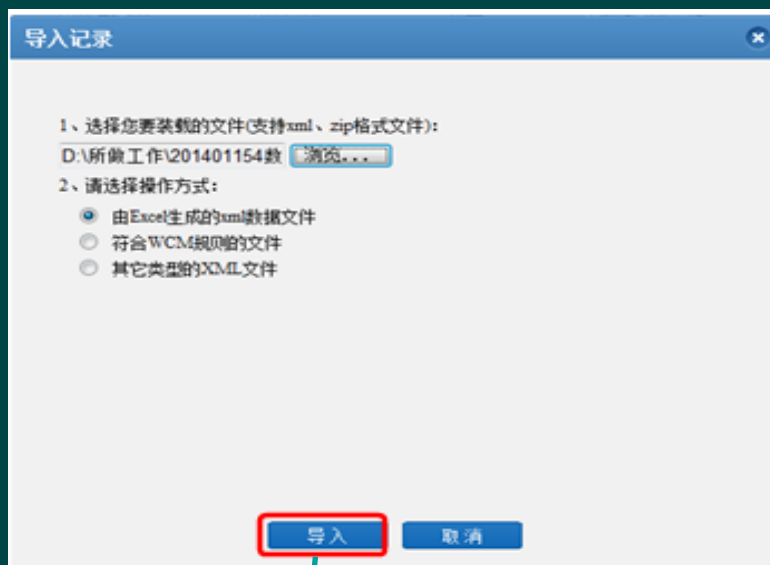 导入记录
1、选择您要装载的文件(支持xml、zip格式文件):
D:\所做工作\201401154数 浏览...
2、请选择操作方式:
由Excel生成的xml数据文件
符合WCM规则的文件
其它类型的XML文件
导入 取消